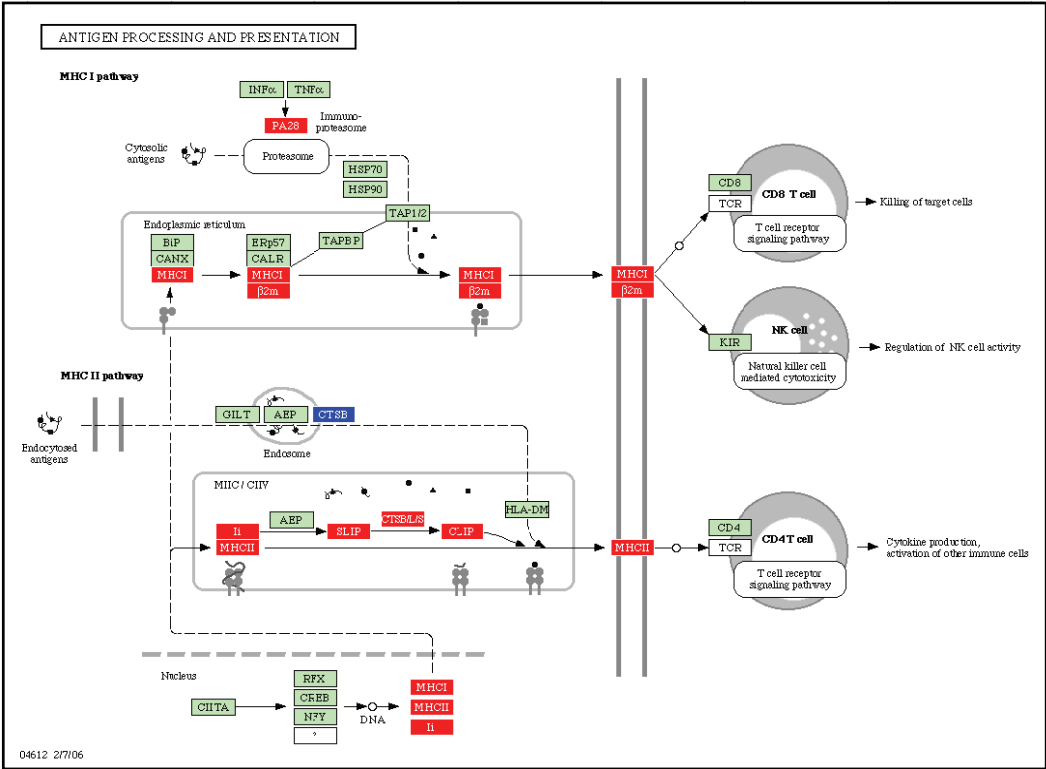 ANTIGEN PROCESSING AND PRESENTATION
MHC I pathway
INFα
TNFα
PA28
Immuno-
proteasome
Cytosolic
antigens
Proteasome
HSP70
HSP90
TAP1/2
Endoplasmic reticulum
BiP
CANX
MHCI
ERp57
CALR
MHCI
β2m
TAPBP
MHCI
β2m
MHCI
β2m
CD8
TCR
CD8 T cell
T cell receptor
signaling pathway
Killing of target cells
KIR
NK cell
Natural killer cell
mediated cytotoxicity
Regulation of NK cell activity
MHC II pathway
Endocytosed
antigens
GILT
AEP
CTSB
Endosome
MIIC / CIIV
Ii
MHCII
AEP
SLIP
CTSB/L/S
CLIP
HLA-DM
MHCII
CD4
TCR
CD4 T cell
T cell receptor
signaling pathway
Cytokine production,
activation of other immune cells
Nucleus
CIITA
RFX
CREB
NFY
?
DNA
MHCI
MHCII
Ii
04612 2/7/06